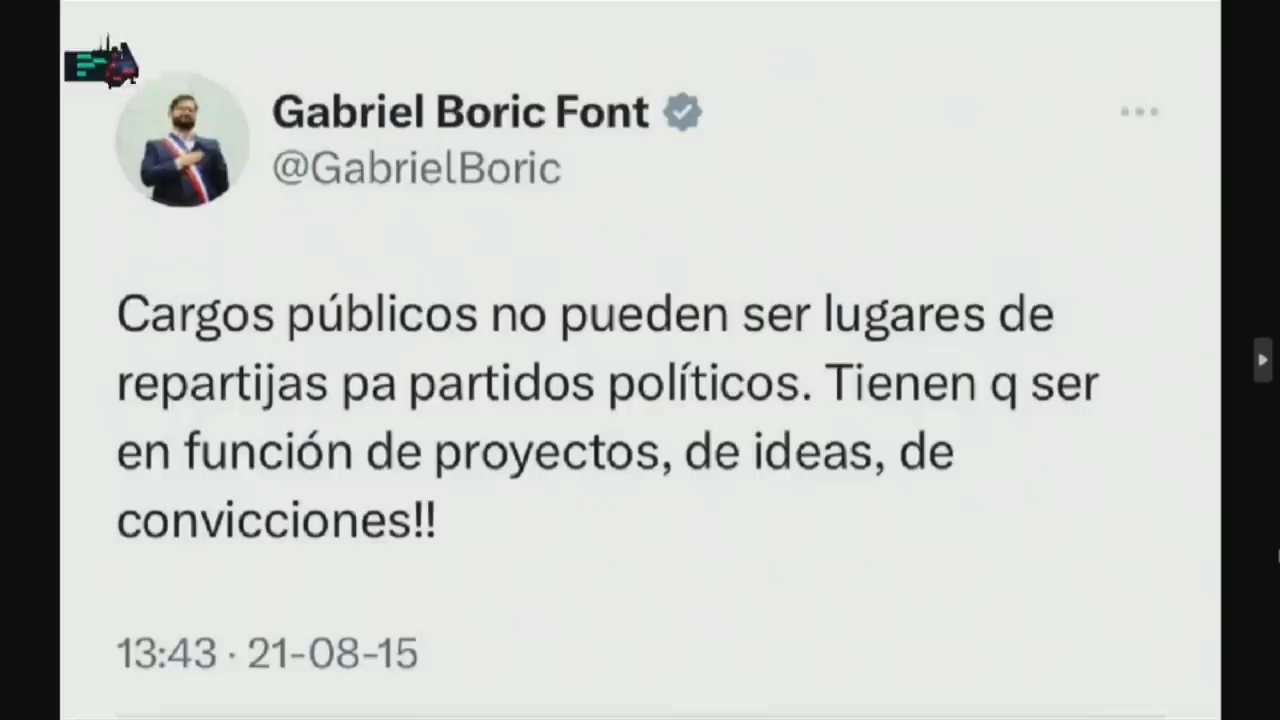 Gabriel Boric Font
@GabrielBoric
Cargos públicos no pueden ser lugares de
repartijas pa partidos políticos. Tienen q ser
en función de proyectos, de ideas, de
convicciones!!
13:43 · 21-08-15